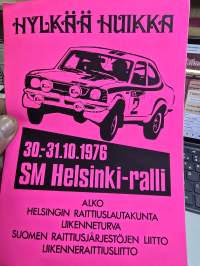 HYLKÄÄ HUIKKA
2
30.-31.10.1976
SM Helsinki-ralli
ALKO
HELSINGIN RAITTIUSLAUTAKUNTA
LIIKENNETURVA
SUOMEN RAITTIUSJÄRJESTÖJEN LIITTO
LIIKENNERAITTIUSLIITTO